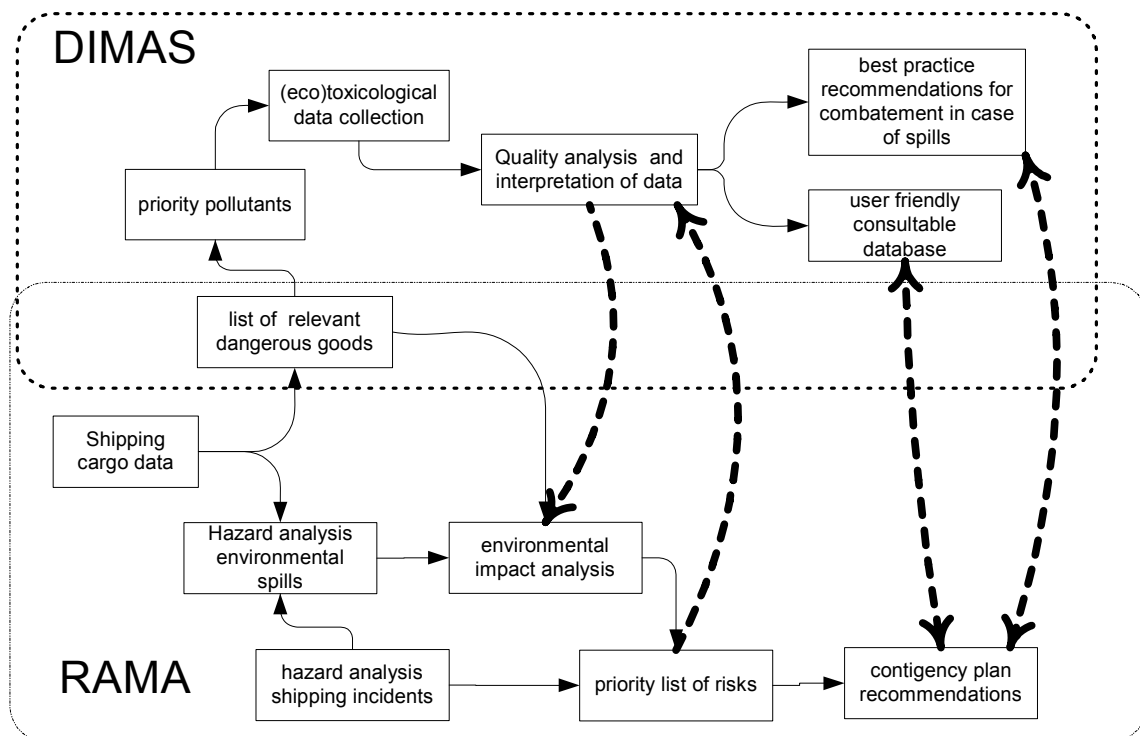 DIMAS
(eco)toxicological
data collection
best practice
recommendations for
combatement in case
of spills
Quality analysis and
interpretation of data
priority pollutants
user friendly
consultable
database
list of relevant
dangerous goods
Shipping
cargo data
Hazard analysis
environmental
spills
environmental
impact analysis
RAMA
hazard analysis
shipping incidents
priority list of risks
contigency plan
recommendations